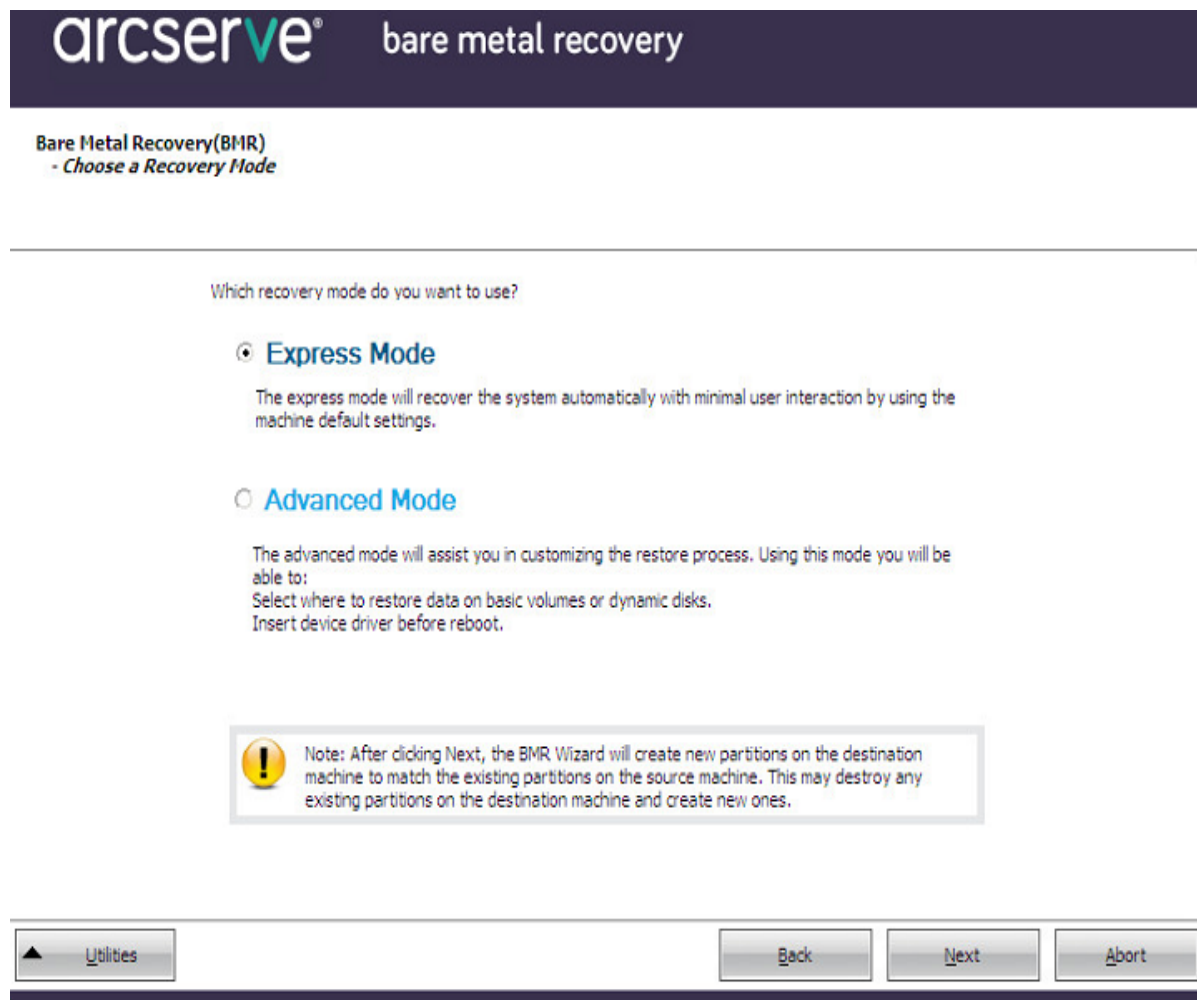 arcserve® bare metal recovery
Bare Metal Recovery(BMR)
- Choose a Recovery Mode
Which recovery mode do you want to use?
Express Mode
The express mode will recover the system automatically with minimal user interaction by using the
machine default settings.
Advanced Mode
The advanced mode will assist you in customizing the restore process. Using this mode you will be
able to:
Select where to restore data on basic volumes or dynamic disks.
Insert device driver before reboot.
Note: After clicking Next, the BMR Wizard will create new partitions on the destination
machine to match the existing partitions on the source machine. This may destroy any
existing partitions on the destination machine and create new ones.
Utilities
Back
Next
Abort